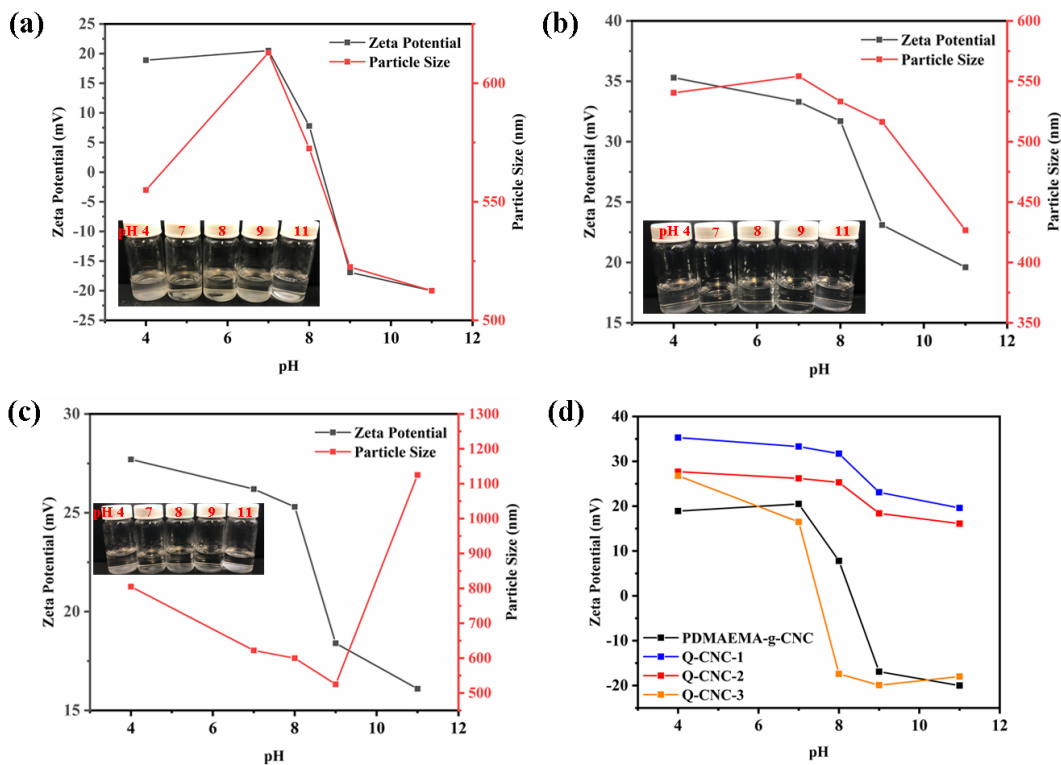 (a)
25
20
15
10
5
0
-5
-10
-15
-20
-25
Zeta Potential (mV)
Zeta Potential
Particle Size
600
550
500
Particle Size (nm)
pH 4 7 8 9 11
4 6 8 10 12
pH
(b)
40
35
30
25
20
15
Zeta Potential (mV)
Zeta Potential
Particle Size
600
550
500
450
400
350
Particle Size (nm)
pH 4 7 8 9 11
4 6 8 10 12
pH
(c)
30
25
20
15
Zeta Potential (mV)
Zeta Potential
Particle Size
1300
1200
1100
1000
900
800
700
600
500
Particle Size (nm)
pH 4 7 8 9 11
4 6 8 10 12
pH
(d)
40
30
20
10
0
-10
-20
Zeta Potential (mV)
PDMAEMA-g-CNC
Q-CNC-1
Q-CNC-2
Q-CNC-3
4 6 8 10 12
pH